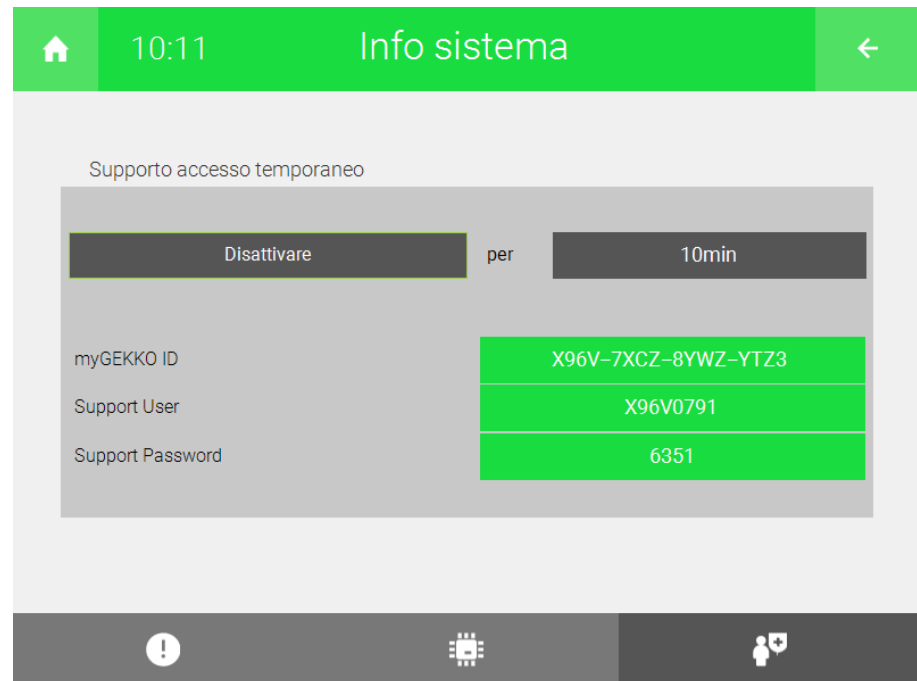 10:11 Info sistema
Supporto accesso temporaneo
Disattivare per 10min
myGEKKO ID X96V-7XCZ-8YWZ-YTZ3
Support User X96V0791
Support Password 6351